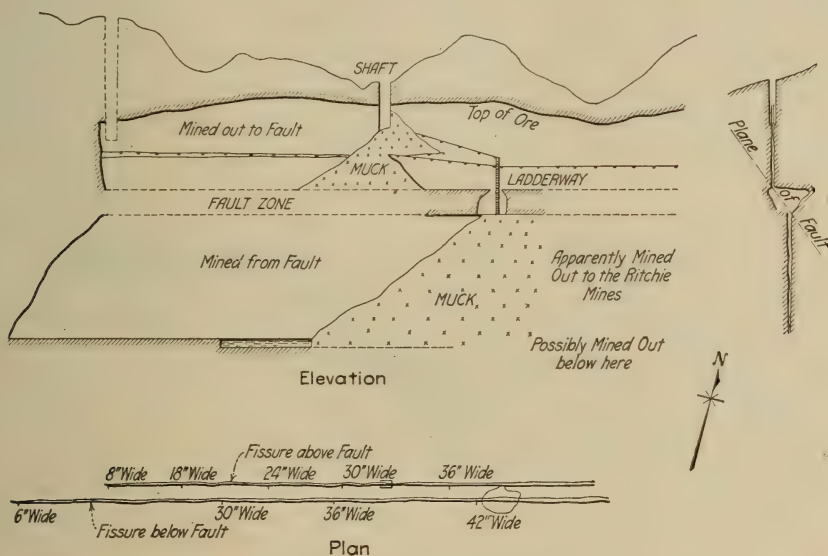 SHAFT
Top of Ore
Mined out to Fault
MUCK
LADDERWAY
FAULT ZONE
Mined from Fault
MUCK
Apparently Mined
Out to the Ritchie
Mines
Possibly Mined Out
below here
Elevation
Plane
of
Fault
N
Fissure above Fault
8"Wide 18"Wide 24"Wide 30"Wide 36"Wide
6"Wide 30"Wide 36"Wide 42"Wide
Fissure below Fault
Plan